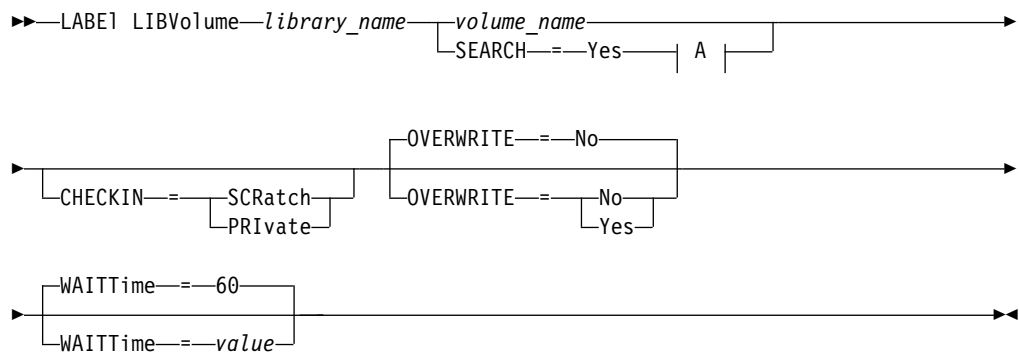 LABEl LIBVolume library_name volume_name
SEARCH = Yes A
OVERWRITE = No
CHECKIN = SCRatch OVERWRITE = No
PRIvate Yes
WAITTime = 60
WAITTime = value